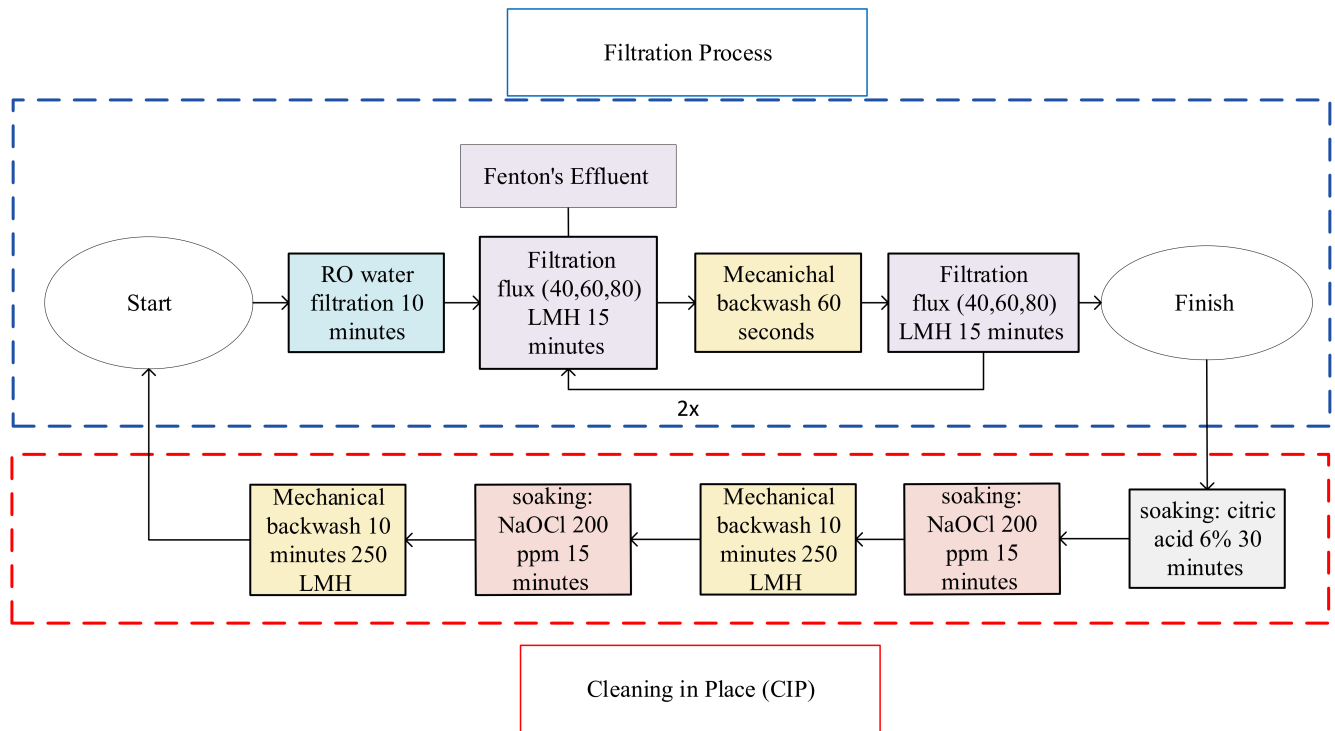 Filtration Process
Fenton's Effluent
Start
RO water
filtration 10
minutes
Filtration
flux (40,60,80)
LMH 15
minutes
Mecanichal
backwash 60
seconds
Filtration
flux (40,60,80)
LMH 15 minutes
Finish
2x
Mechanical
backwash 10
minutes 250
LMH
soaking:
NaOCl 200
ppm 15
minutes
Mechanical
backwash 10
minutes 250
LMH
soaking:
NaOCl 200
ppm 15
minutes
soaking: citric
acid 6% 30
minutes
Cleaning in Place (CIP)